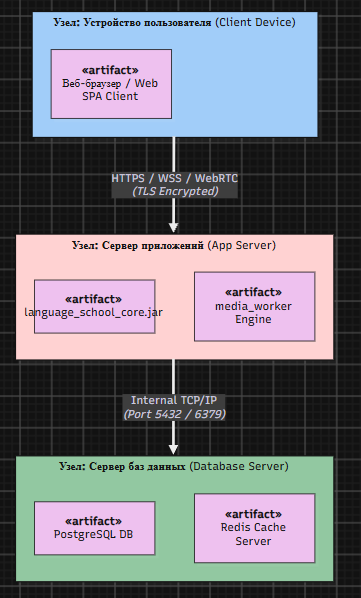 Узел: Устройство пользователя (Client Device)
«artifact»
Веб-браузер / Web
SPA Client
HTTPS / WSS / WebRTC
(TLS Encrypted)
Узел: Сервер приложений (App Server)
«artifact»
language_school_core.jar
«artifact»
media_worker
Engine
Internal TCP/IP
(Port 5432 / 6379)
Узел: Сервер баз данных (Database Server)
«artifact»
PostgreSQL DB
«artifact»
Redis Cache
Server